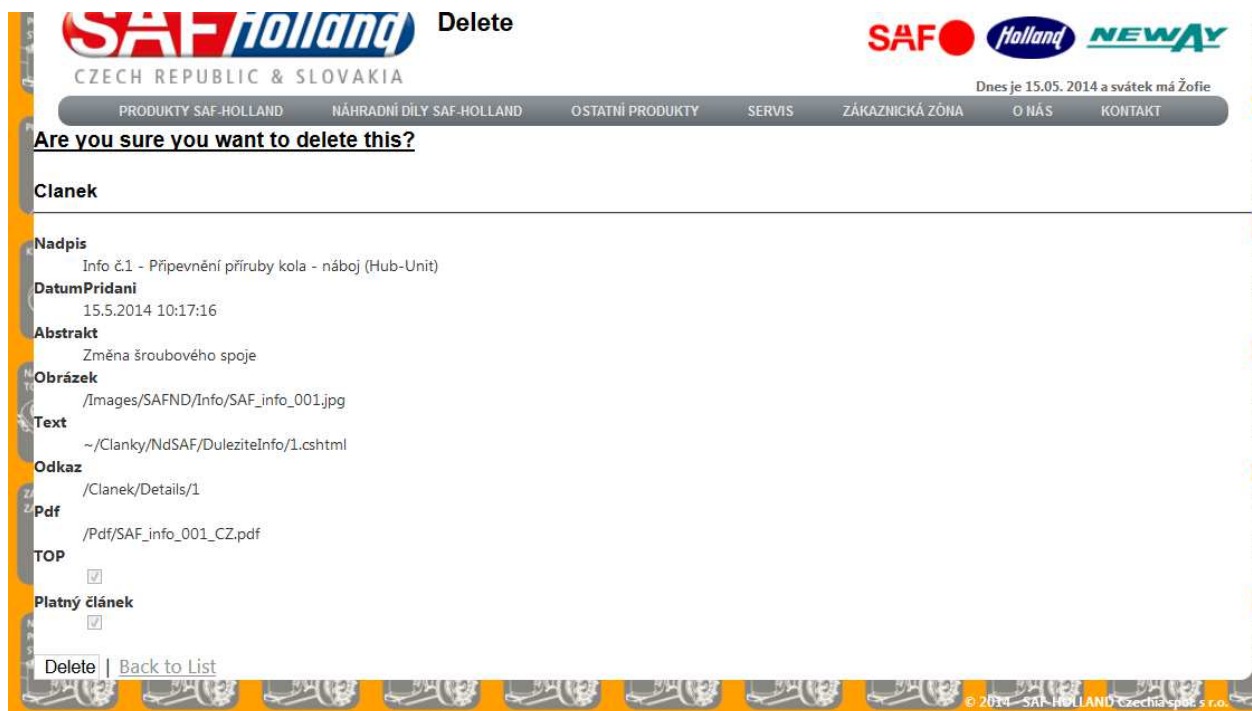 SAF Holland
Delete
SAF Holland NEWAY
CZECH REPUBLIC & SLOVAKIA
Dnes je 15.05. 2014 a svátek má Žofie
PRODUKTY SAF-HOLLAND NÁHRADNÍ DÍLY SAF-HOLLAND OSTATNÍ PRODUKTY SERVIS ZÁKAZNICKÁ ZÓNA O NÁS KONTAKT
Are you sure you want to delete this?
Clanek
Nadpis
Info č.1 - Připevnění příruby kola - náboj (Hub-Unit)
DatumPridani
15.5.2014 10:17:16
Abstrakt
Změna šroubového spoje
Obrázek
/Images/SAFND/Info/SAF_info_001.jpg
Text
~/Clanky/NdSAF/DuleziteInfo/1.cshtml
Odkaz
/Clanek/Details/1
Pdf
/Pdf/SAF_info_001_CZ.pdf
TOP
Platný článek
Delete | Back to List
© 2014 - SAF-HOLLAND Czechia spol. s r.o.